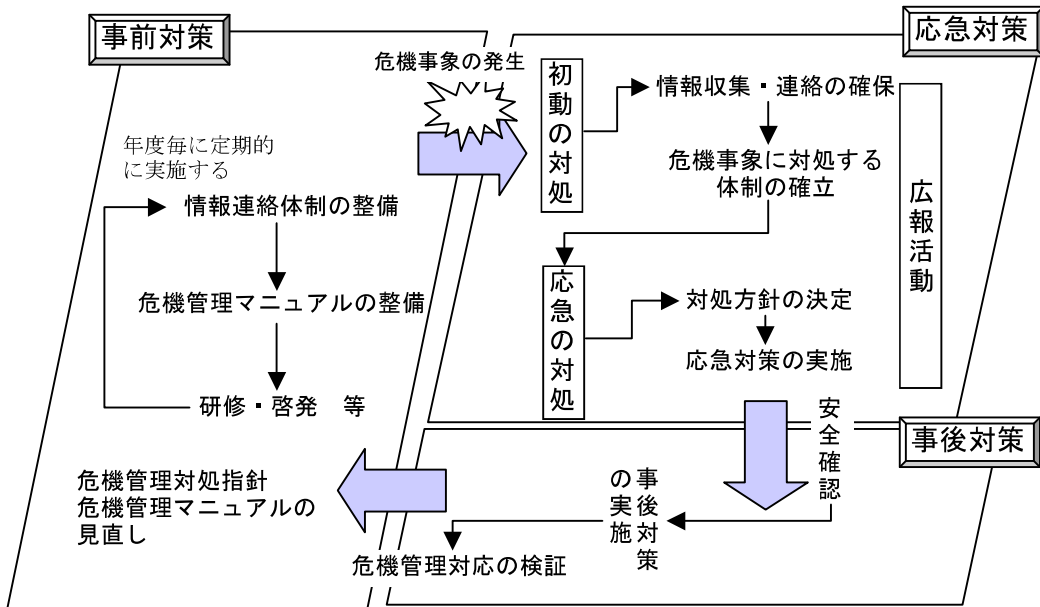 事前対策
年度毎に定期的
に実施する
情報連絡体制の整備
危機管理マニュアルの整備
研修・啓発　等
危機事象の発生
応急対策
初動の対処
情報収集・連絡の確保
危機事象に対処する
体制の確立
応急の対処
対処方針の決定
応急対策の実施
広報活動
事後対策
安全確認
事後対策
の実施
危機管理対応の検証
危機管理対処指針
危機管理マニュアルの
見直し